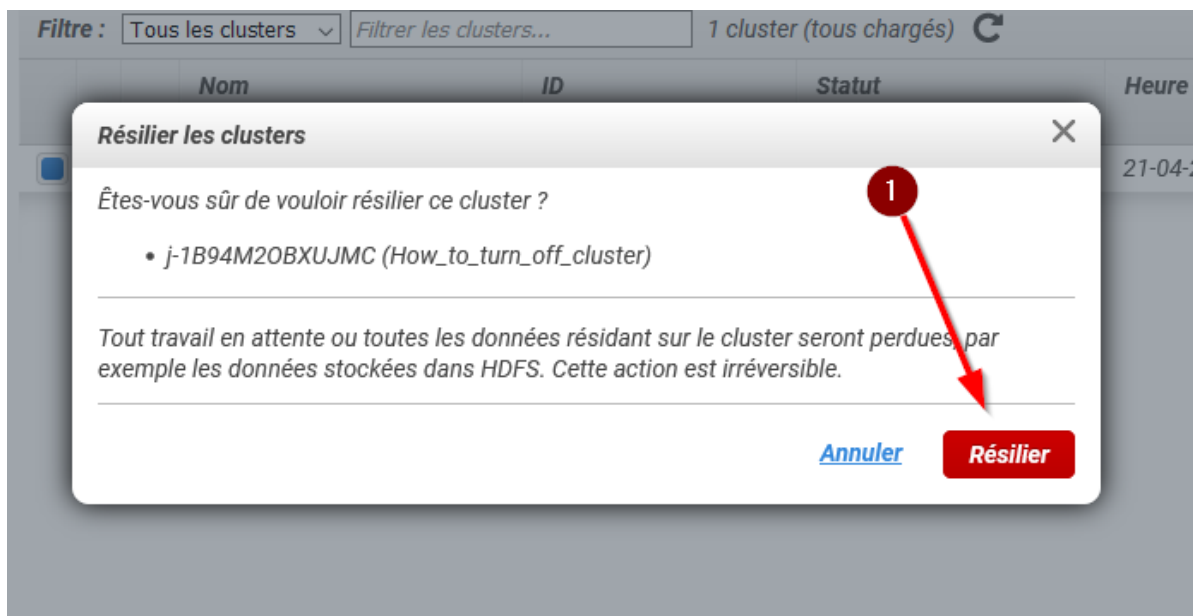 Filtre : Tous les clusters Filtrer les clusters... 1 cluster (tous chargés)
Nom ID Statut Heure
21-04-2
Résilier les clusters
1
Êtes-vous sûr de vouloir résilier ce cluster ?
• j-1B94M2OBXUJMC (How_to_turn_off_cluster)
Tout travail en attente ou toutes les données résidant sur le cluster seront perdues, par
exemple les données stockées dans HDFS. Cette action est irréversible.
Annuler Résilier